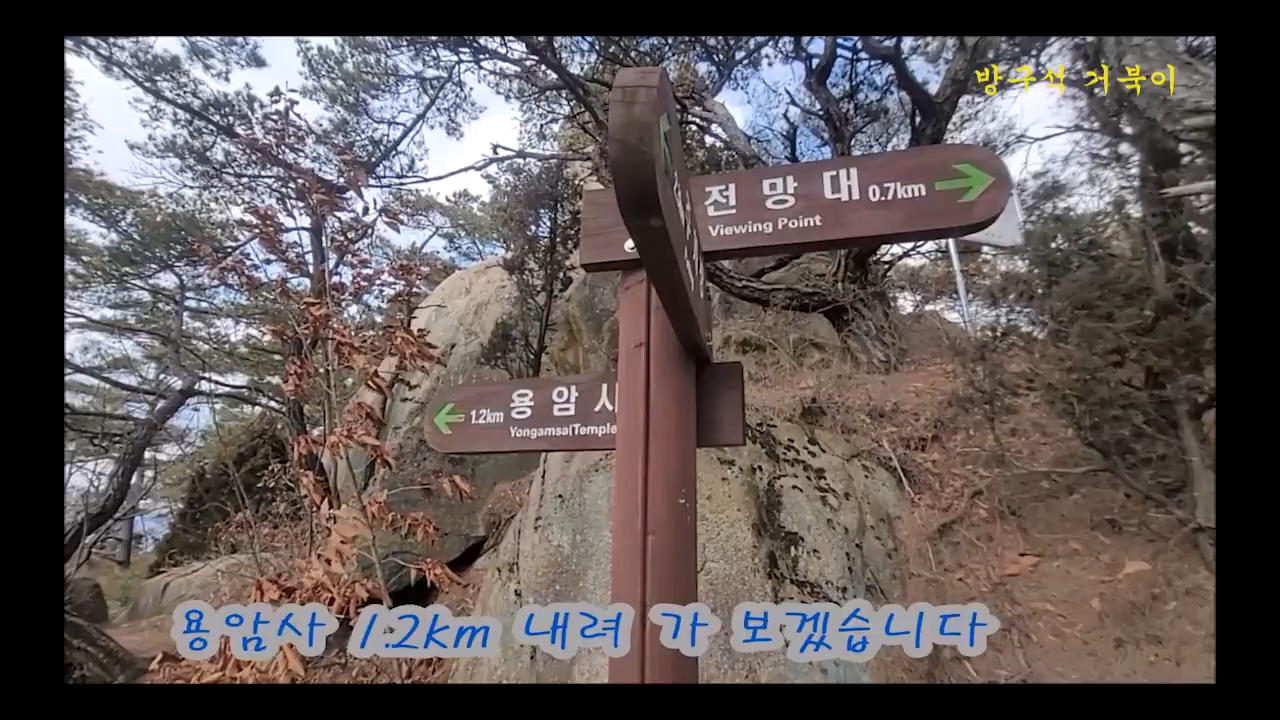 방구석 거북이
전망대 0.7km
Viewing Point
1.2km 용암사
Yongamsa(Temple
용암사 1.2km 내려 가 보겠습니다